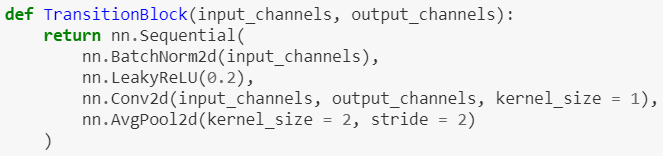 def TransitionBlock(input_channels, output_channels):
    return nn.Sequential(
        nn.BatchNorm2d(input_channels),
        nn.LeakyReLU(0.2),
        nn.Conv2d(input_channels, output_channels, kernel_size = 1),
        nn.AvgPool2d(kernel_size = 2, stride = 2)
    )